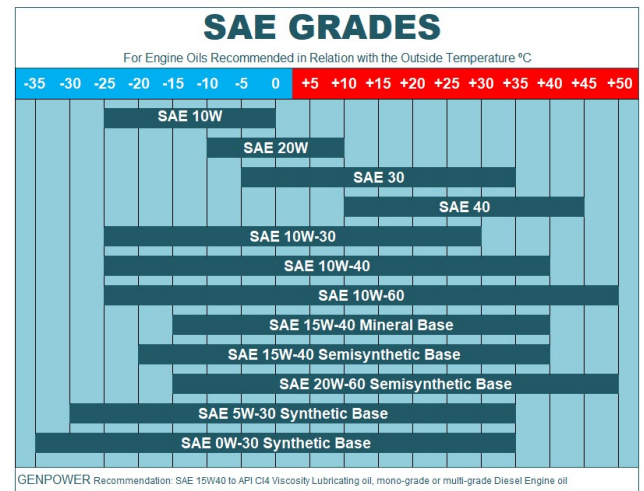 SAE GRADES
For Engine Oils Recommended in Relation with the Outside Temperature ⁰C
-35 -30 -25 -20 -15 -10 -5 0 +5 +10 +15 +20 +25 +30 +35 +40 +45 +50
SAE 10W
SAE 20W
SAE 30
SAE 40
SAE 10W-30
SAE 10W-40
SAE 10W-60
SAE 15W-40 Mineral Base
SAE 15W-40 Semisynthetic Base
SAE 20W-60 Semisynthetic Base
SAE 5W-30 Synthetic Base
SAE 0W-30 Synthetic Base
GENPOWER Recommendation: SAE 15W40 to API CI4 Viscosity Lubricating oil, mono-grade or multi-grade Diesel Engine oil